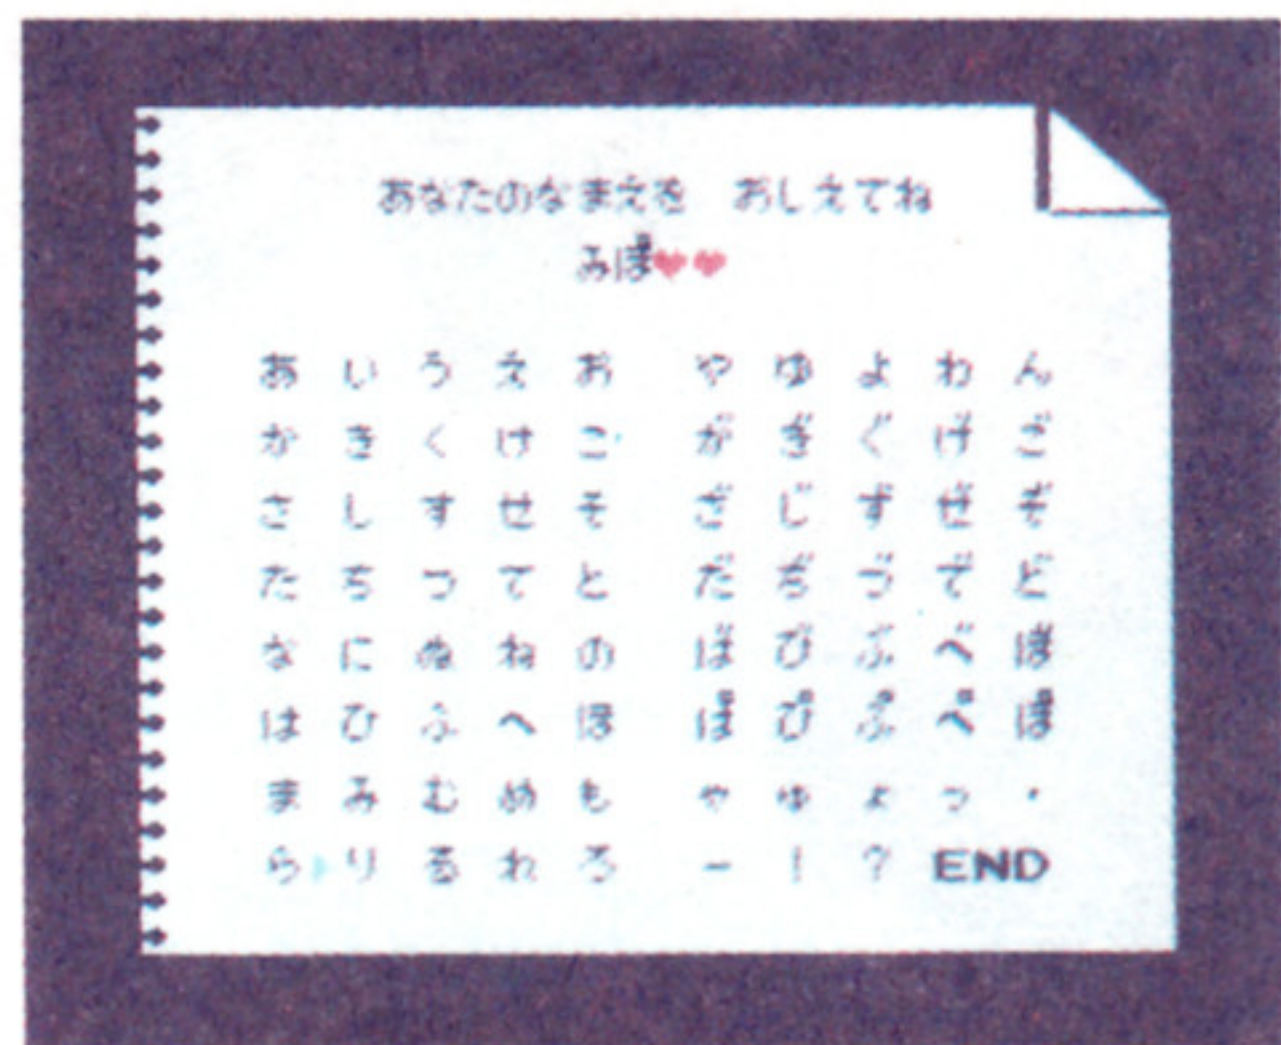 あなたのなまえを　おしえてね
みぽ♥♥
あ い う え お や ゆ よ わ ん
か き く け こ が ぎ ぐ げ ご
さ し す せ そ ざ じ ず ぜ ぞ
た ち つ て と だ ぢ づ で ど
な に ぬ ね の ば び ぶ べ ぼ
は ひ ふ へ ほ ぱ ぴ ぷ ぺ ぽ
ま み む め も ゃ ゅ ょ っ ・
ら り る れ ろ ー ! ? END